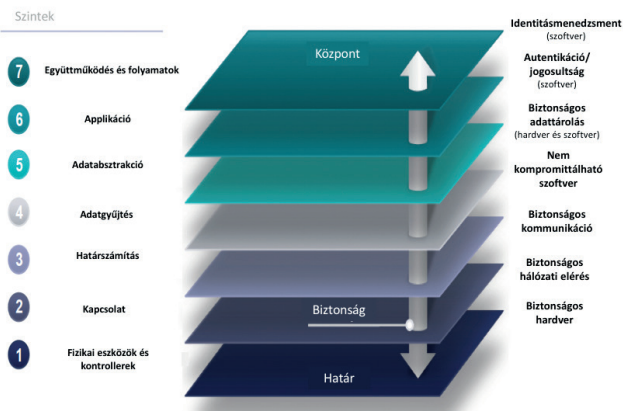 Szintek
7
Együttműködés és folyamatok
6
Applikáció
5
Adatabsztrakció
4
Adatgyűjtés
3
Határszámítás
2
Kapcsolat
1
Fizikai eszközök és
kontrollerek
Központ
Biztonság
Határ
Identitásmenedzsment
(szoftver)
Autentikáció/
jogosultság
(szoftver)
Biztonságos
adattárolás
(hardver és szoftver)
Nem
kompromittálható
szoftver
Biztonságos
kommunikáció
Biztonságos
hálózati elérés
Biztonságos
hardver